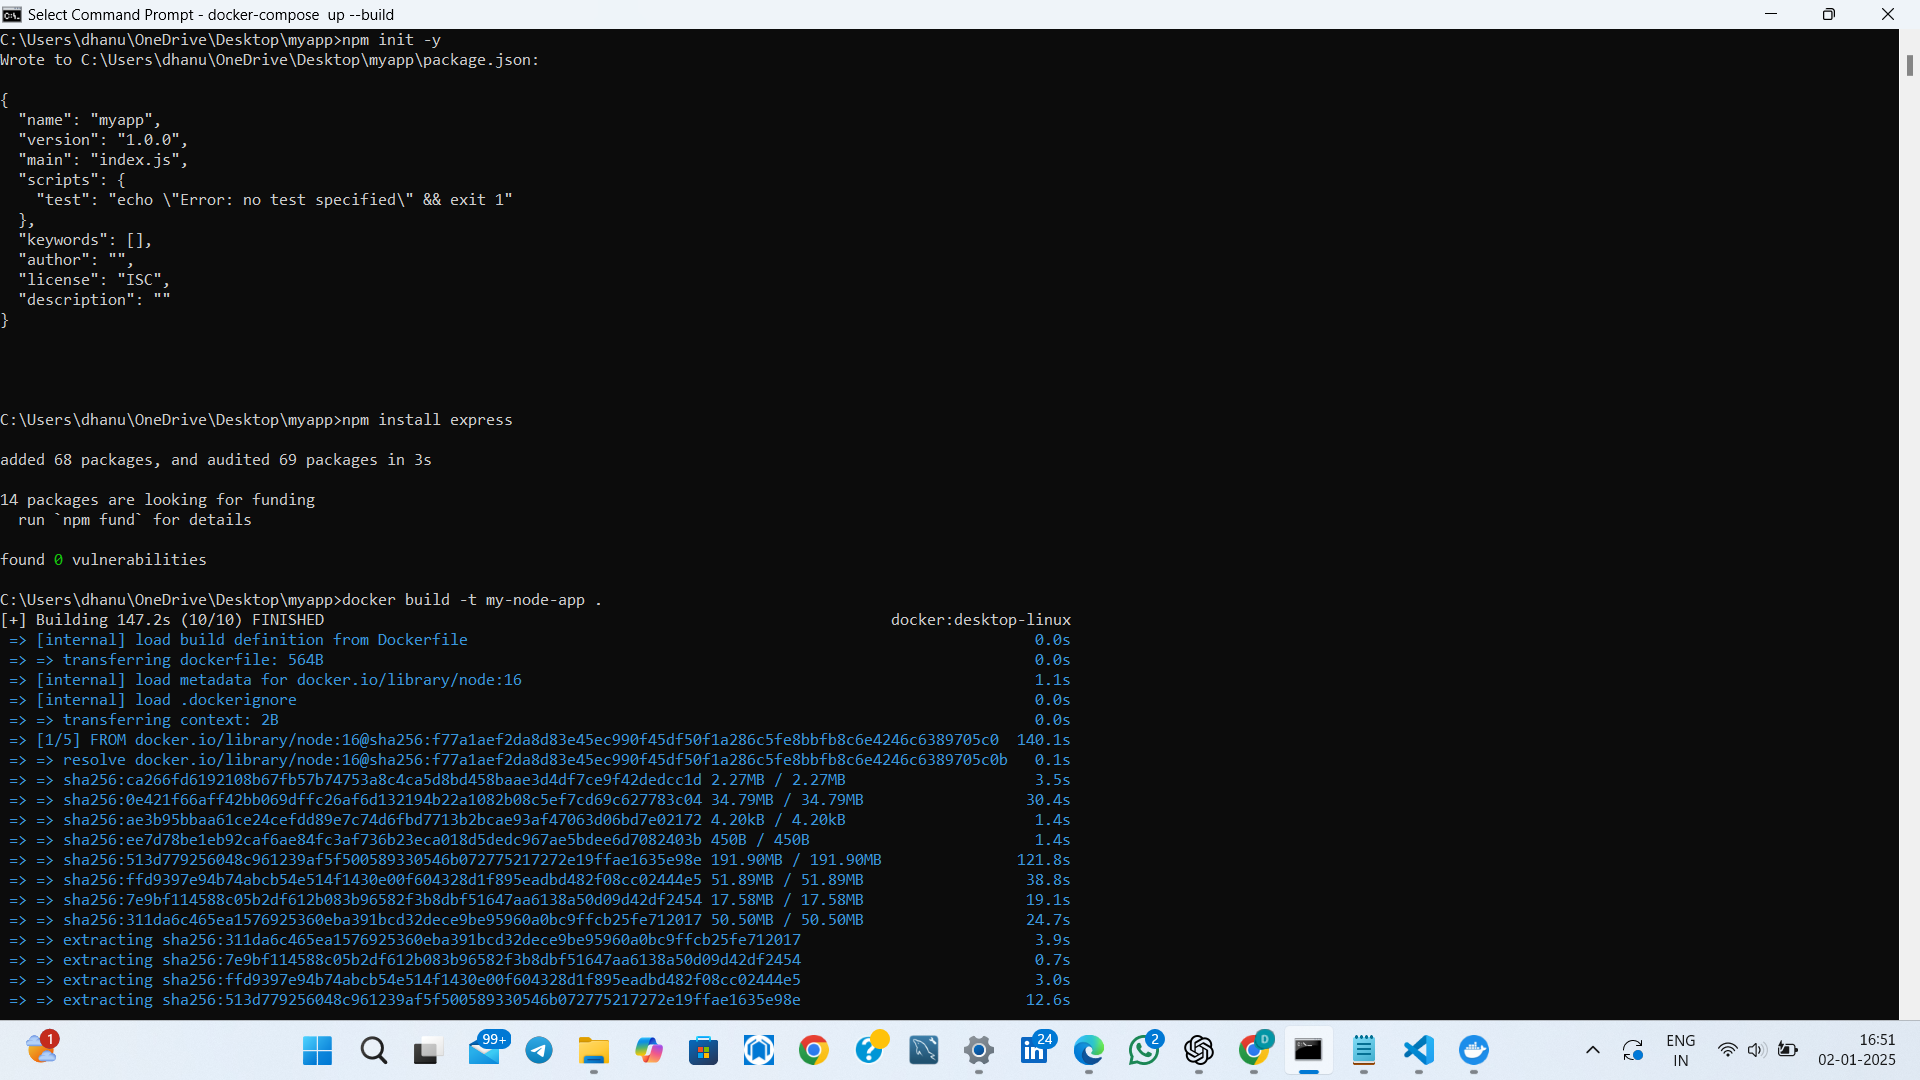 Select Command Prompt - docker-compose  up --build
C:\Users\dhanu\OneDrive\Desktop\myapp>npm init -y
Wrote to C:\Users\dhanu\OneDrive\Desktop\myapp\package.json:
{
  "name": "myapp",
  "version": "1.0.0",
  "main": "index.js",
  "scripts": {
    "test": "echo \"Error: no test specified\" && exit 1"
  },
  "keywords": [],
  "author": "",
  "license": "ISC",
  "description": ""
}
C:\Users\dhanu\OneDrive\Desktop\myapp>npm install express
added 68 packages, and audited 69 packages in 3s
14 packages are looking for funding
  run `npm fund` for details
found 0 vulnerabilities
C:\Users\dhanu\OneDrive\Desktop\myapp>docker build -t my-node-app .
[+] Building 147.2s (10/10) FINISHED docker:desktop-linux
 => [internal] load build definition from Dockerfile 0.0s
 => => transferring dockerfile: 564B 0.0s
 => [internal] load metadata for docker.io/library/node:16 1.1s
 => [internal] load .dockerignore 0.0s
 => => transferring context: 2B 0.0s
 => [1/5] FROM docker.io/library/node:16@sha256:f77a1aef2da8d83e45ec990f45df50f1a286c5fe8bbfb8c6e4246c6389705c0 140.1s
 => => resolve docker.io/library/node:16@sha256:f77a1aef2da8d83e45ec990f45df50f1a286c5fe8bbfb8c6e4246c6389705c0b 0.1s
 => => sha256:ca266fd6192108b67fb57b74753a8c4ca5d8bd458baae3d4df7ce9f42dedcc1d 2.27MB / 2.27MB 3.5s
 => => sha256:0e421f66aff42bb069dffc26af6d132194b22a1082b08c5ef7cd69c627783c04 34.79MB / 34.79MB 30.4s
 => => sha256:ae3b95bbaa61ce24cefdd89e7c74d6fbd7713b2bcae93af47063d06bd7e02172 4.20kB / 4.20kB 1.4s
 => => sha256:ee7d78be1eb92caf6ae84fc3af736b23eca018d5dedc967ae5bdee6d7082403b 450B / 450B 1.4s
 => => sha256:513d779256048c961239af5f500589330546b072775217272e19ffae1635e98e 191.90MB / 191.90MB 121.8s
 => => sha256:ffd9397e94b74abcb54e514f1430e00f604328d1f895eadbd482f08cc02444e5 51.89MB / 51.89MB 38.8s
 => => sha256:7e9bf114588c05b2df612b083b96582f3b8dbf51647aa6138a50d09d42df2454 17.58MB / 17.58MB 19.1s
 => => sha256:311da6c465ea1576925360eba391bcd32dece9be95960a0bc9ffcb25fe712017 50.50MB / 50.50MB 24.7s
 => => extracting sha256:311da6c465ea1576925360eba391bcd32dece9be95960a0bc9ffcb25fe712017 3.9s
 => => extracting sha256:7e9bf114588c05b2df612b083b96582f3b8dbf51647aa6138a50d09d42df2454 0.7s
 => => extracting sha256:ffd9397e94b74abcb54e514f1430e00f604328d1f895eadbd482f08cc02444e5 3.0s
 => => extracting sha256:513d779256048c961239af5f500589330546b072775217272e19ffae1635e98e 12.6s
1 99+ 24 2 D ENG 16:51
IN 02-01-2025